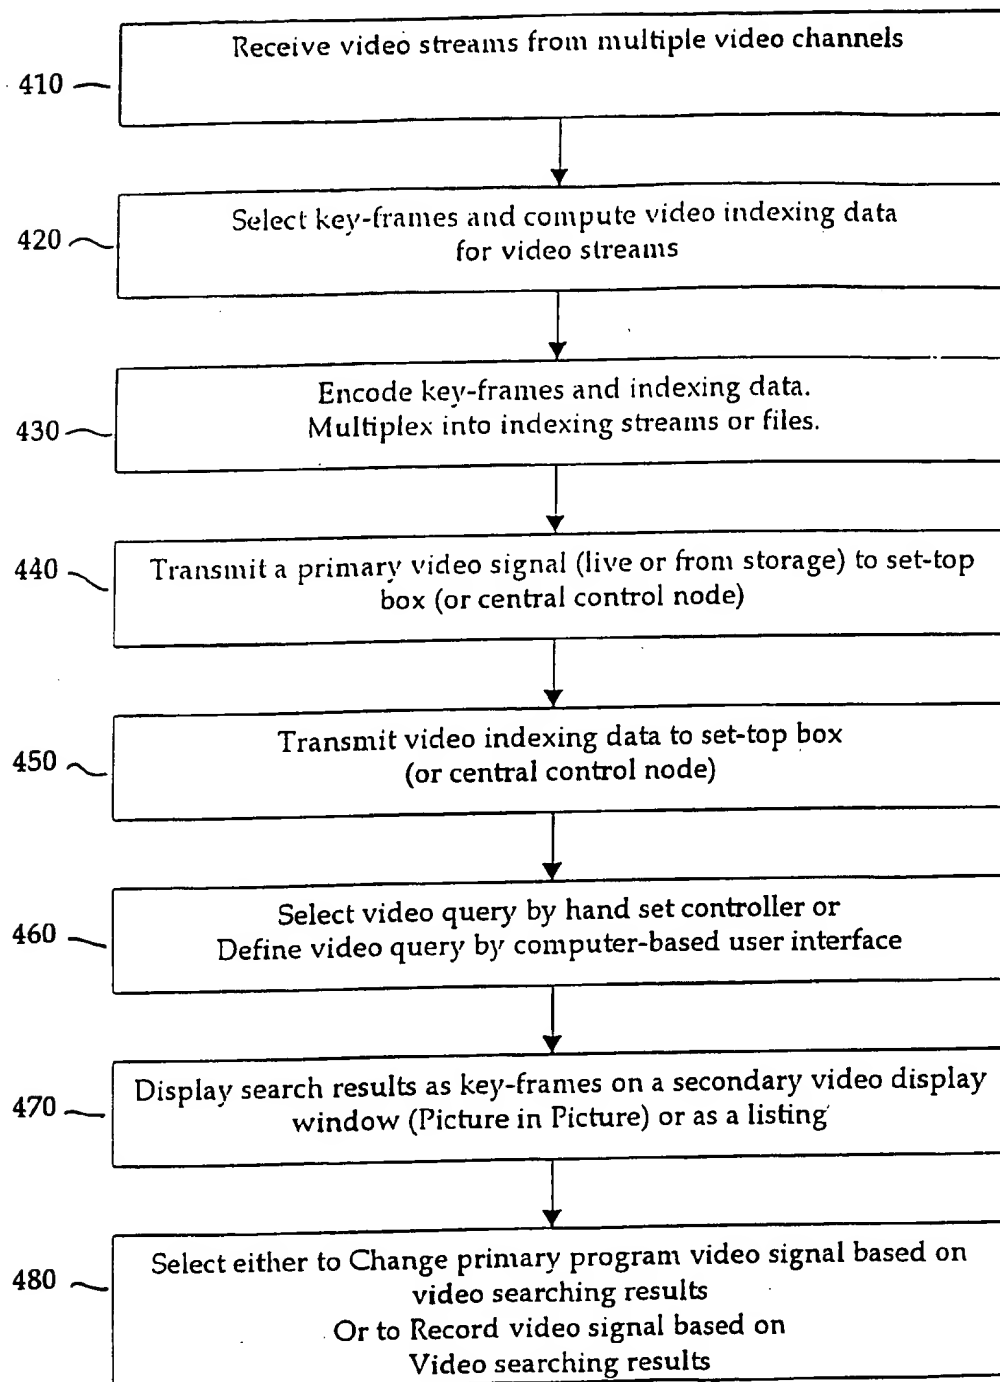 Receive video streams from multiple video channels
410
Select key-frames and compute video indexing data
420
for video streams
Encode key-frames and indexing data.
430
Multiplex into indexing streams or files.
440
Transmit a primary video signal (live or from storage) to set-top
box (or central control node)
Transmit video indexing data to set-top box
450
(or central control node)
Select video query by hand set controller or
460
Define video query by computer-based user interface
Display search results as key-frames on a secondary video display
470
window (Picture in Picture) or as a listing
Select either to Change primary program video signal based on
480
video searching results
Or to Record video signal based on
Video searching results